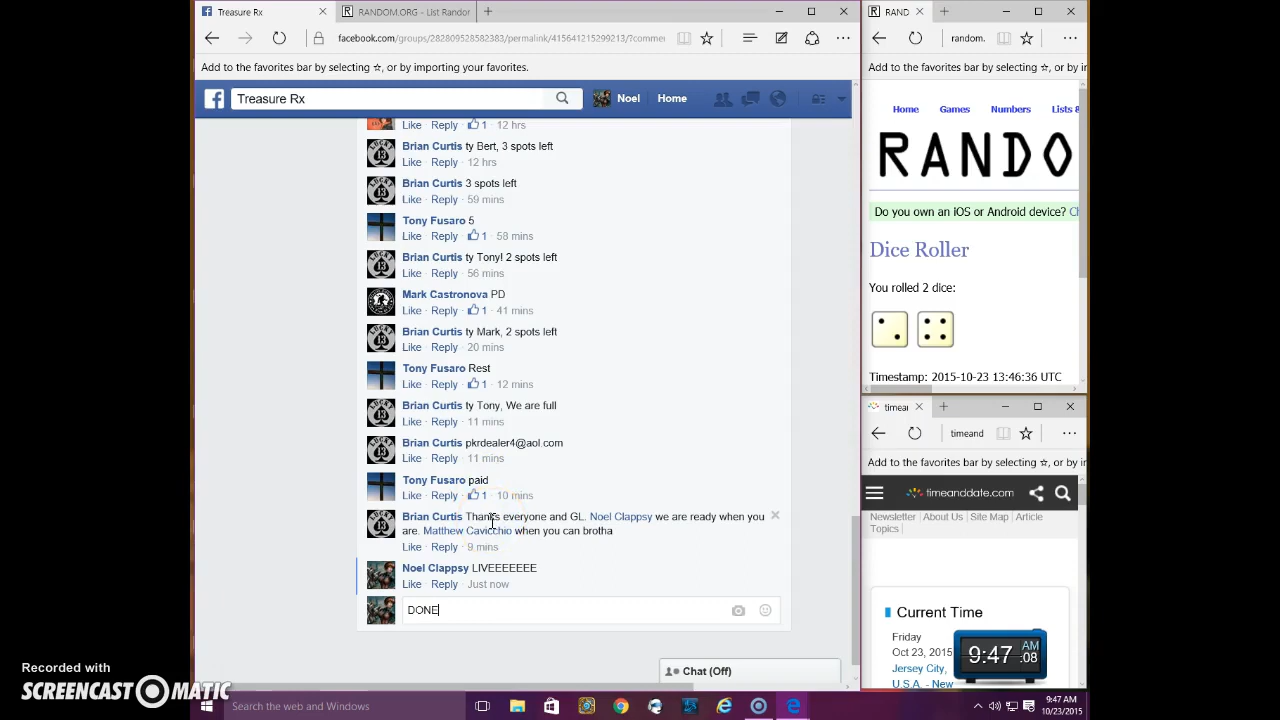 Treasure Rx
RANDOM.ORG - List Randor
facebook.com/groups/282809528582383/permalink/415641215299213/?comme
Add to the favorites bar by selecting ☆, or by importing your favorites.
Treasure Rx
Noel Home
Like · Reply · 1 · 12 hrs
Brian Curtis ty Bert, 3 spots left
Like · Reply · 12 hrs
Brian Curtis 3 spots left
Like · Reply · 59 mins
Tony Fusaro 5
Like · Reply · 1 · 58 mins
Brian Curtis ty Tony! 2 spots left
Like · Reply · 56 mins
Mark Castronova PD
Like · Reply · 1 · 41 mins
Brian Curtis ty Mark, 2 spots left
Like · Reply · 20 mins
Tony Fusaro Rest
Like · Reply · 1 · 12 mins
Brian Curtis ty Tony, We are full
Like · Reply · 11 mins
Brian Curtis pkrdealer4@aol.com
Like · Reply · 11 mins
Tony Fusaro paid
Like · Reply · 1 · 10 mins
Brian Curtis Thanks everyone and GL. Noel Clappsy we are ready when you
are. Matthew Cavicchio when you can brotha
Like · Reply · 9 mins
Noel Clappsy LIVEEEEEEE
Like · Reply · Just now
DONE
Chat (Off)
RAND
random.
Add to the favorites bar by selecting ☆, or by i
Home Games Numbers Lists &
RANDO
LUCKY
13
Do you own an iOS or Android device? Ch
Dice Roller
You rolled 2 dice:
Timestamp: 2015-10-23 13:46:36 UTC
timea
timeand
Add to the favorites bar by selecting ☆, or by i
timeanddate.com
Newsletter | About Us | Site Map | Article
Topics |
Current Time
Friday
Oct 23, 2015
Jersey City,
U.S.A. - New
9:47 AM :08
Recorded with
SCREENCAST-O-MATIC
Search the web and Windows
9:47 AM
10/23/2015